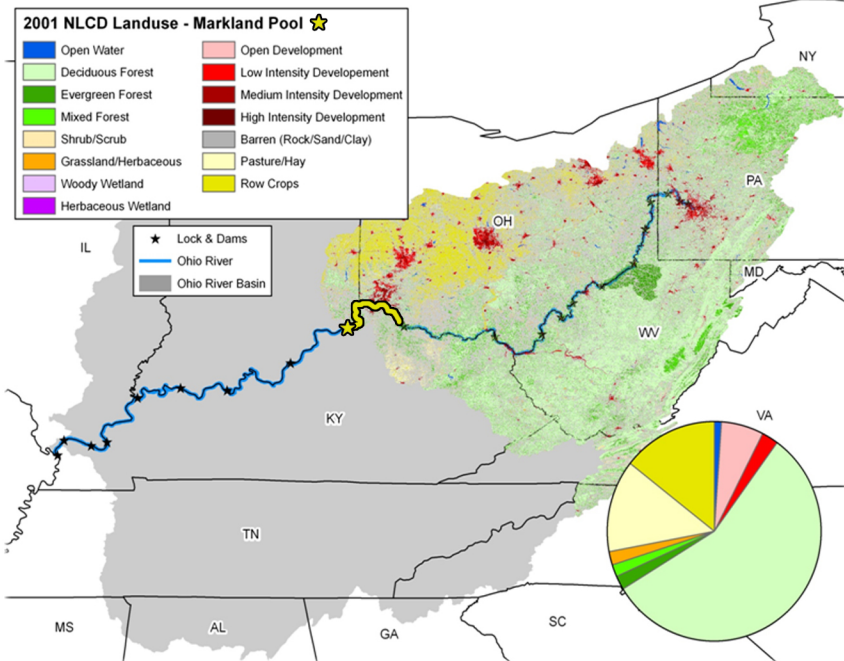 2001 NLCD Landuse - Markland Pool
Open Water
Deciduous Forest
Evergreen Forest
Mixed Forest
Shrub/Scrub
Grassland/Herbaceous
Woody Wetland
Herbaceous Wetland
Open Development
Low Intensity Developement
Medium Intensity Development
High Intensity Development
Barren (Rock/Sand/Clay)
Pasture/Hay
Row Crops
Lock & Dams
Ohio River
Ohio River Basin
NY
PA
OH
IL
MD
WV
KY
VA
TN
MS
AL
GA
SC